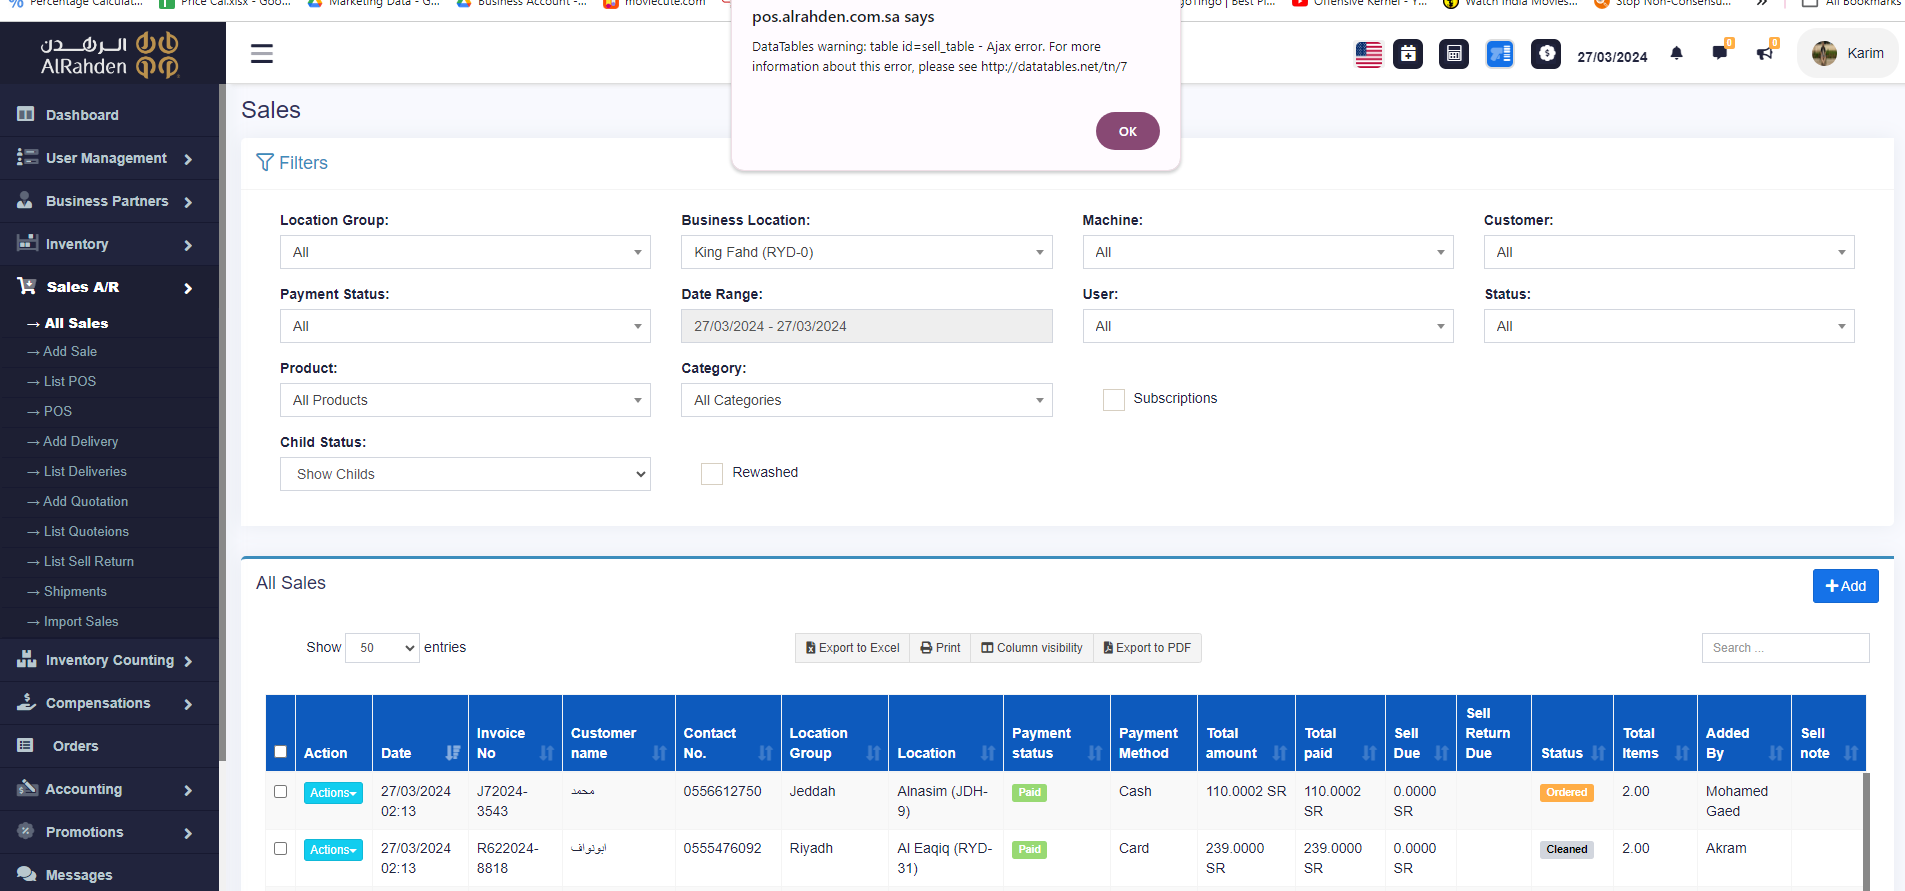 Percentage Calculat...
Price Cal.xlsx - Goo...
Marketing Data - G...
Business Account -...
moviecute.com
goTingo | Best Pl...
Offensive Kernel - Y...
Watch India Movies...
Stop Non-Consensu...
»
All Bookmarks
pos.alrahden.com.sa says
DataTables warning: table id=sell_table - Ajax error. For more
information about this error, please see http://datatables.net/tn/7
OK
الرهدن
AlRahden
27/03/2024
0
0
Karim
Dashboard
User Management
Business Partners
Inventory
Sales A/R
→ All Sales
→ Add Sale
→ List POS
→ POS
→ Add Delivery
→ List Deliveries
→ Add Quotation
→ List Quoteions
→ List Sell Return
→ Shipments
→ Import Sales
Inventory Counting
Compensations
Orders
Accounting
Promotions
Messages
Sales
Filters
Location Group:
All
Business Location:
King Fahd (RYD-0)
Machine:
All
Customer:
All
Payment Status:
All
Date Range:
27/03/2024 - 27/03/2024
User:
All
Status:
All
Product:
All Products
Category:
All Categories
Subscriptions
Child Status:
Show Childs
Rewashed
All Sales
+ Add
Show 50 entries
Export to Excel
Print
Column visibility
Export to PDF
Search ...
Action
Date
Invoice
No
Customer
name
Contact
No.
Location
Group
Location
Payment
status
Payment
Method
Total
amount
Total
paid
Sell
Due
Sell
Return
Due
Status
Total
Items
Added
By
Sell
note
Actions
27/03/2024
02:13
J72024-
3543
محمد
0556612750
Jeddah
Alnasim (JDH-
9)
Paid
Cash
110.0002 SR
110.0002
SR
0.0000
SR
Ordered
2.00
Mohamed
Gaed
Actions
27/03/2024
02:13
R622024-
8818
ابونواف
0555476092
Riyadh
Al Eaqiq (RYD-
31)
Paid
Card
239.0000
SR
239.0000
SR
0.0000
SR
Cleaned
2.00
Akram